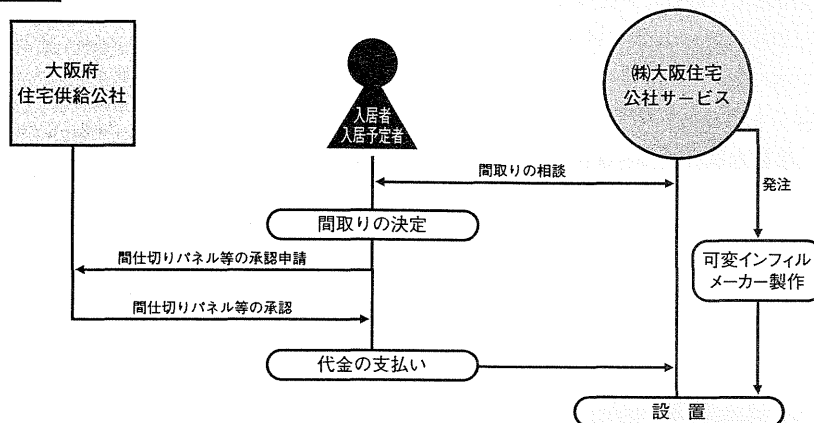 大阪府
住宅供給公社
入居者
入居予定者
㈱大阪住宅
公社サービス
間取りの相談
発注
間取りの決定
間仕切りパネル等の承認申請
可変インフィル
メーカー製作
間仕切りパネル等の承認
代金の支払い
設置